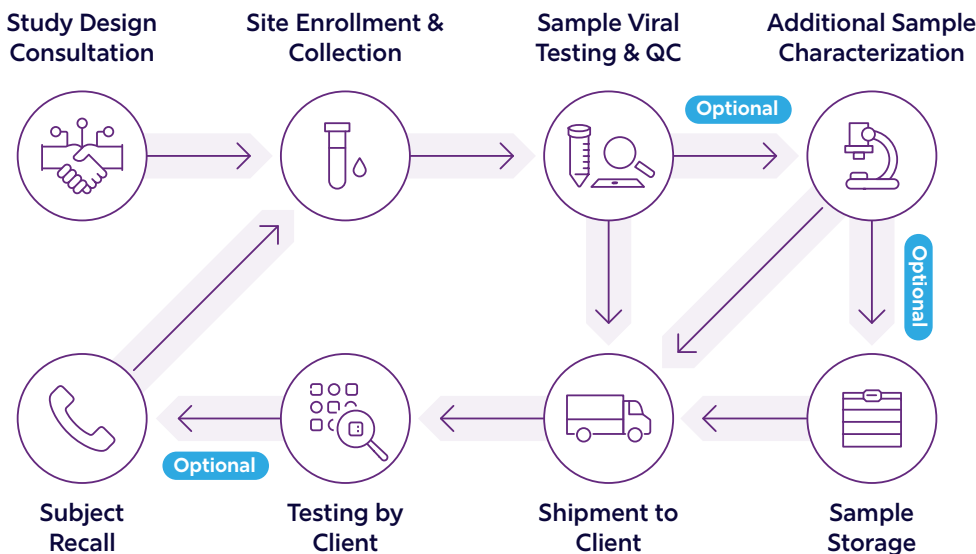 Study Design
Consultation
Site Enrollment &
Collection
Sample Viral
Testing & QC
Additional Sample
Characterization
Optional
Optional
Optional
Subject
Recall
Testing by
Client
Shipment to
Client
Sample
Storage